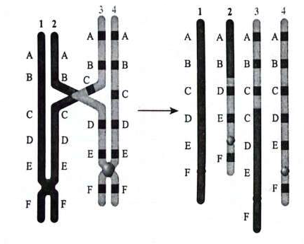 1 2 3 4 1 2 3 4
A A A A A A A A
B B B B B B B B
C C C C C C C C
D D D D D D D D
E E E E E E E E
F F F F F F F F